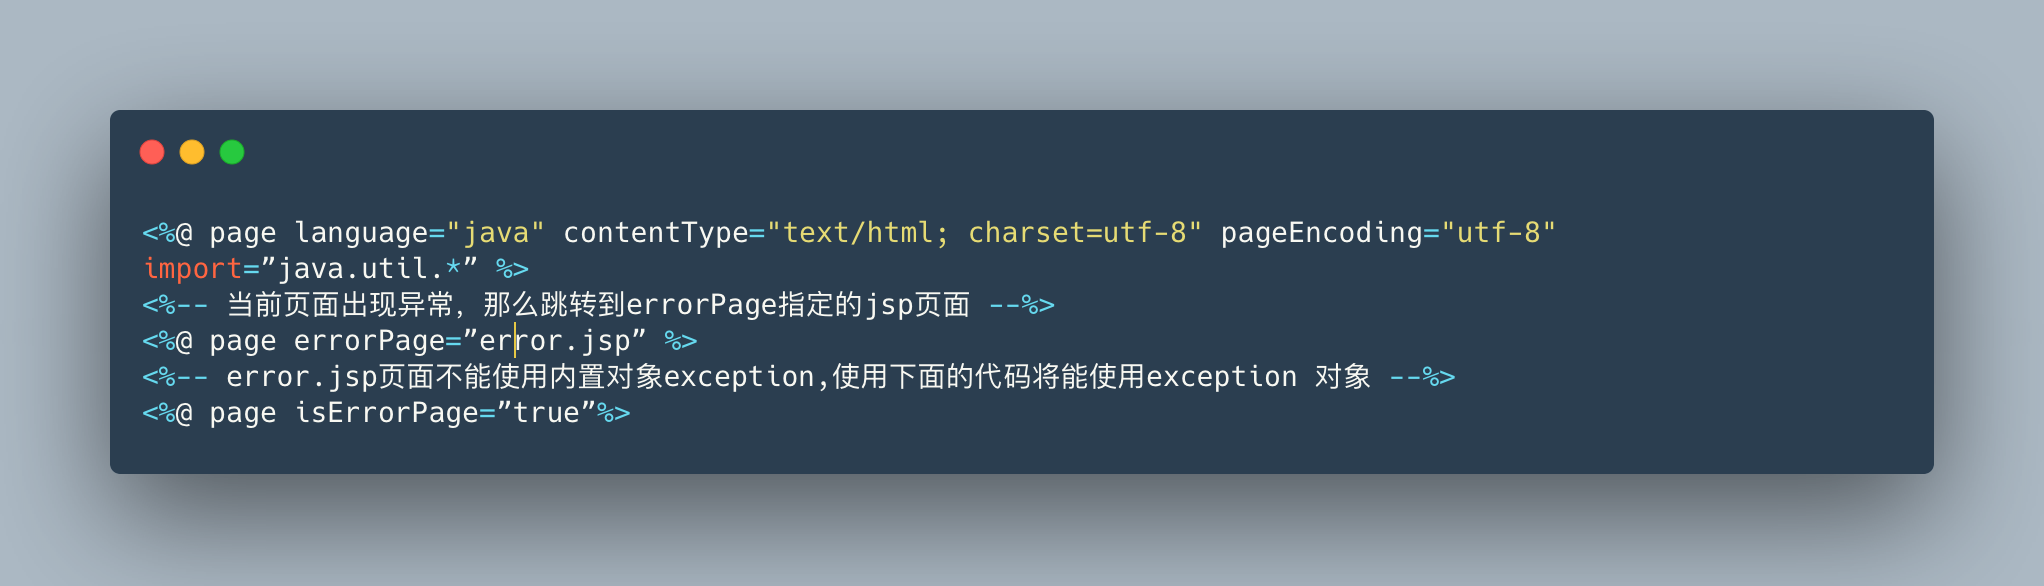 <%@ page language="java" contentType="text/html; charset=utf-8" pageEncoding="utf-8"
import=”java.util.*” %>
<%-- 当前页面出现异常，那么跳转到errorPage指定的jsp页面 --%>
<%@ page errorPage=”error.jsp” %>
<%-- error.jsp页面不能使用内置对象exception,使用下面的代码将能使用exception 对象 --%>
<%@ page isErrorPage=”true”%>